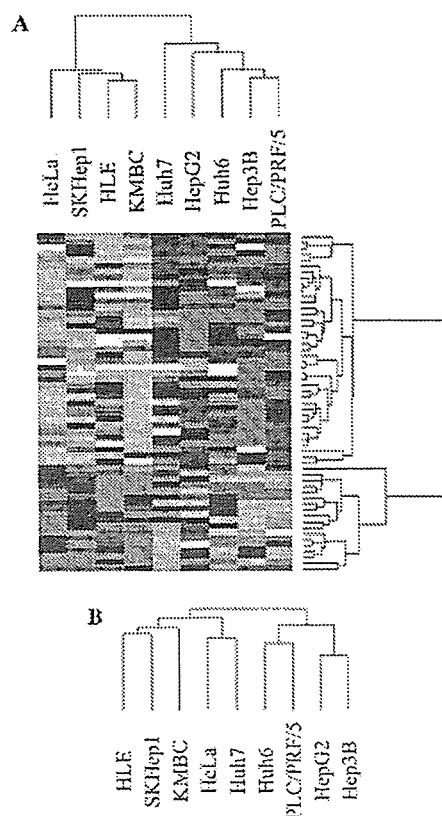 A
HeLa
SKHep1
HLE
KMBC
Huh7
HepG2
Huh6
Hep3B
PLC/PRF/5
B
HLE
SKHep1
KMBC
HeLa
Huh7
Huh6
PLC/PRF/5
HepG2
Hep3B